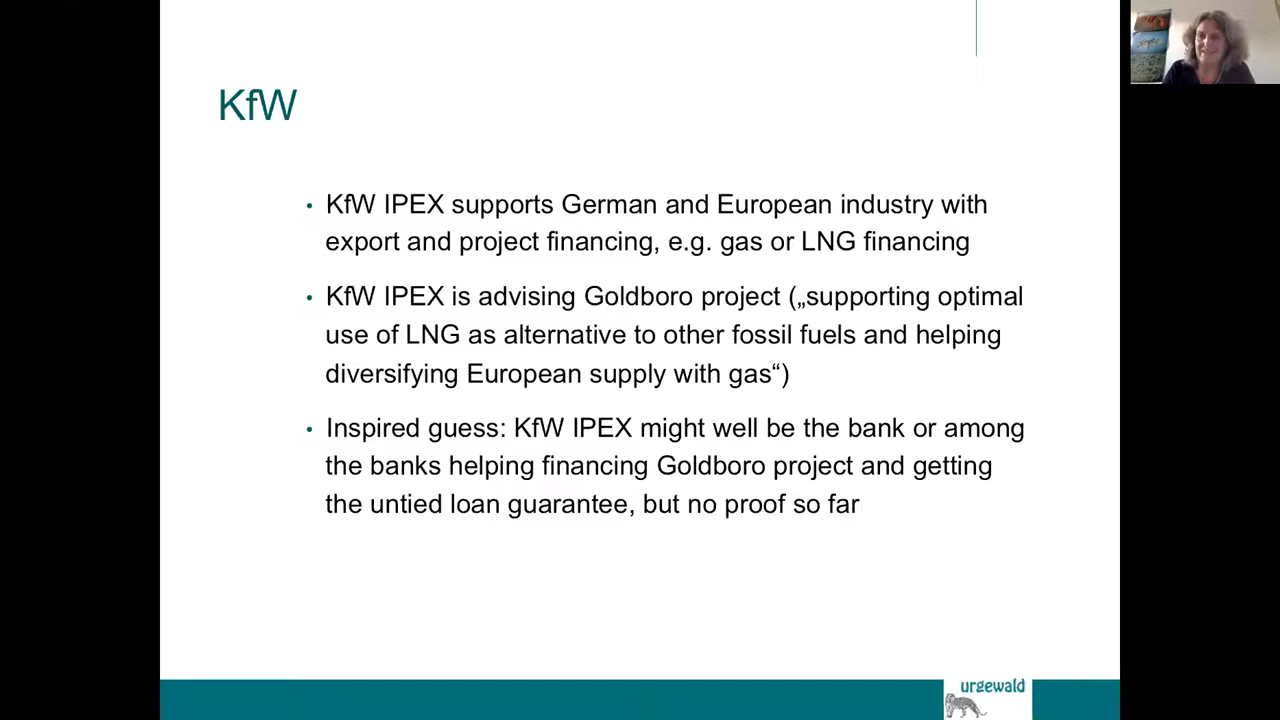 KfW
• KfW IPEX supports German and European industry with
export and project financing, e.g. gas or LNG financing
• KfW IPEX is advising Goldboro project („supporting optimal
use of LNG as alternative to other fossil fuels and helping
diversifying European supply with gas“)
• Inspired guess: KfW IPEX might well be the bank or among
the banks helping financing Goldboro project and getting
the untied loan guarantee, but no proof so far
urgewald